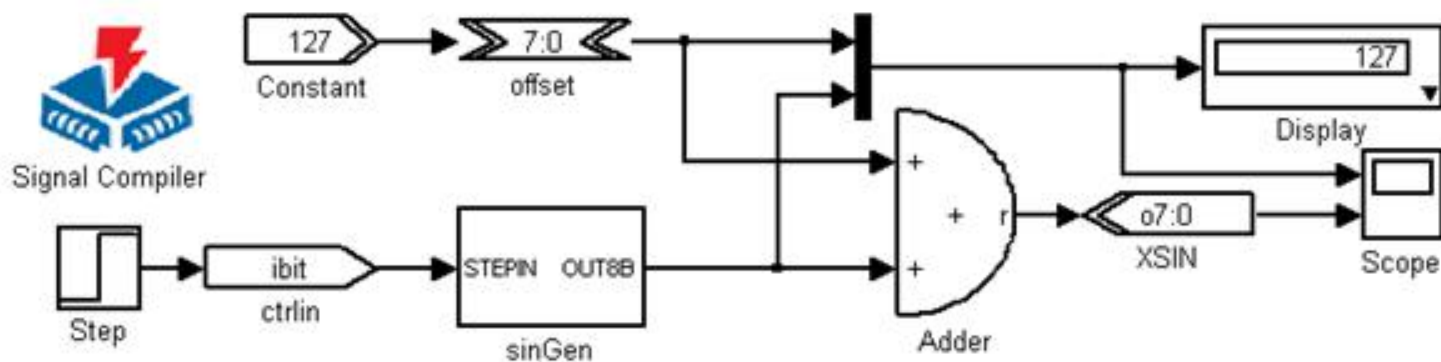 127
Constant
7:0
offset
127
Display
Signal Compiler
+
+
+
r
o7:0
XSIN
Scope
Step
ibit
ctrlin
STEPIN OUT8B
sinGen
Adder